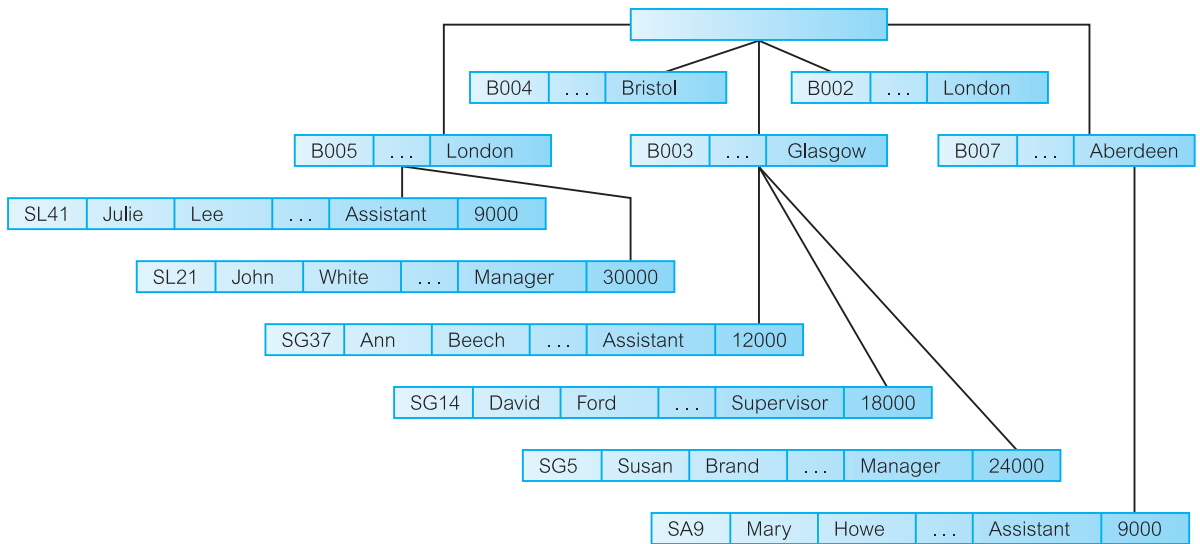 B004 ... Bristol
B002 ... London
B005 ... London
B003 ... Glasgow
B007 ... Aberdeen
SL41 Julie Lee ... Assistant 9000
SL21 John White ... Manager 30000
SG37 Ann Beech ... Assistant 12000
SG14 David Ford ... Supervisor 18000
SG5 Susan Brand ... Manager 24000
SA9 Mary Howe ... Assistant 9000